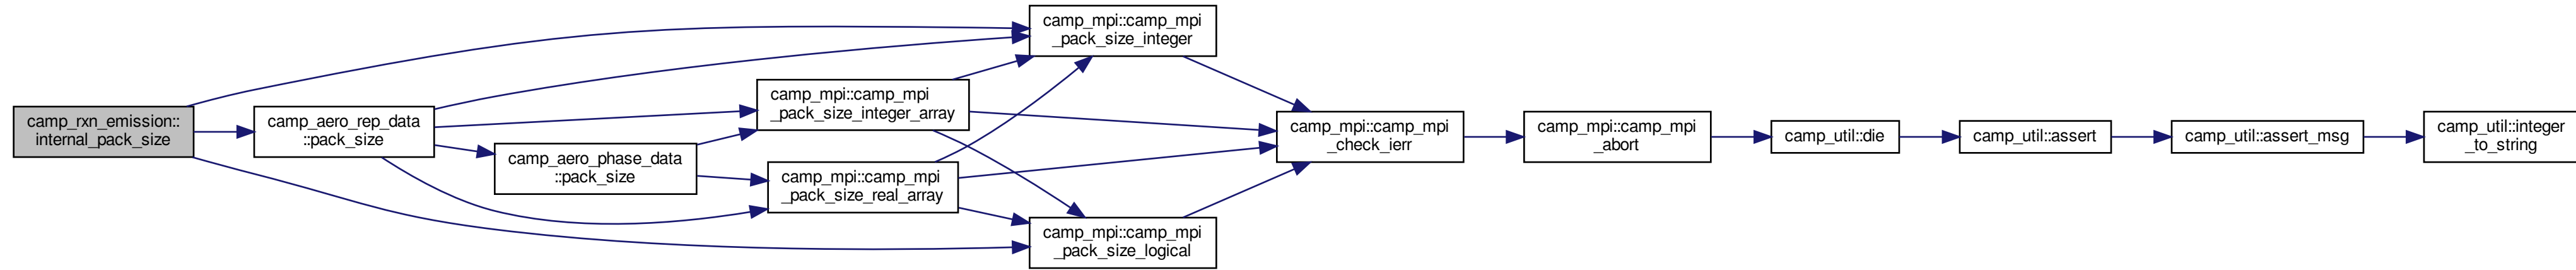 camp_rxn_emission::
internal_pack_size
camp_aero_rep_data
::pack_size
camp_aero_phase_data
::pack_size
camp_mpi::camp_mpi
_pack_size_integer_array
camp_mpi::camp_mpi
_pack_size_real_array
camp_mpi::camp_mpi
_pack_size_integer
camp_mpi::camp_mpi
_pack_size_logical
camp_mpi::camp_mpi
_check_ierr
camp_mpi::camp_mpi
_abort
camp_util::die
camp_util::assert
camp_util::assert_msg
camp_util::integer
_to_string